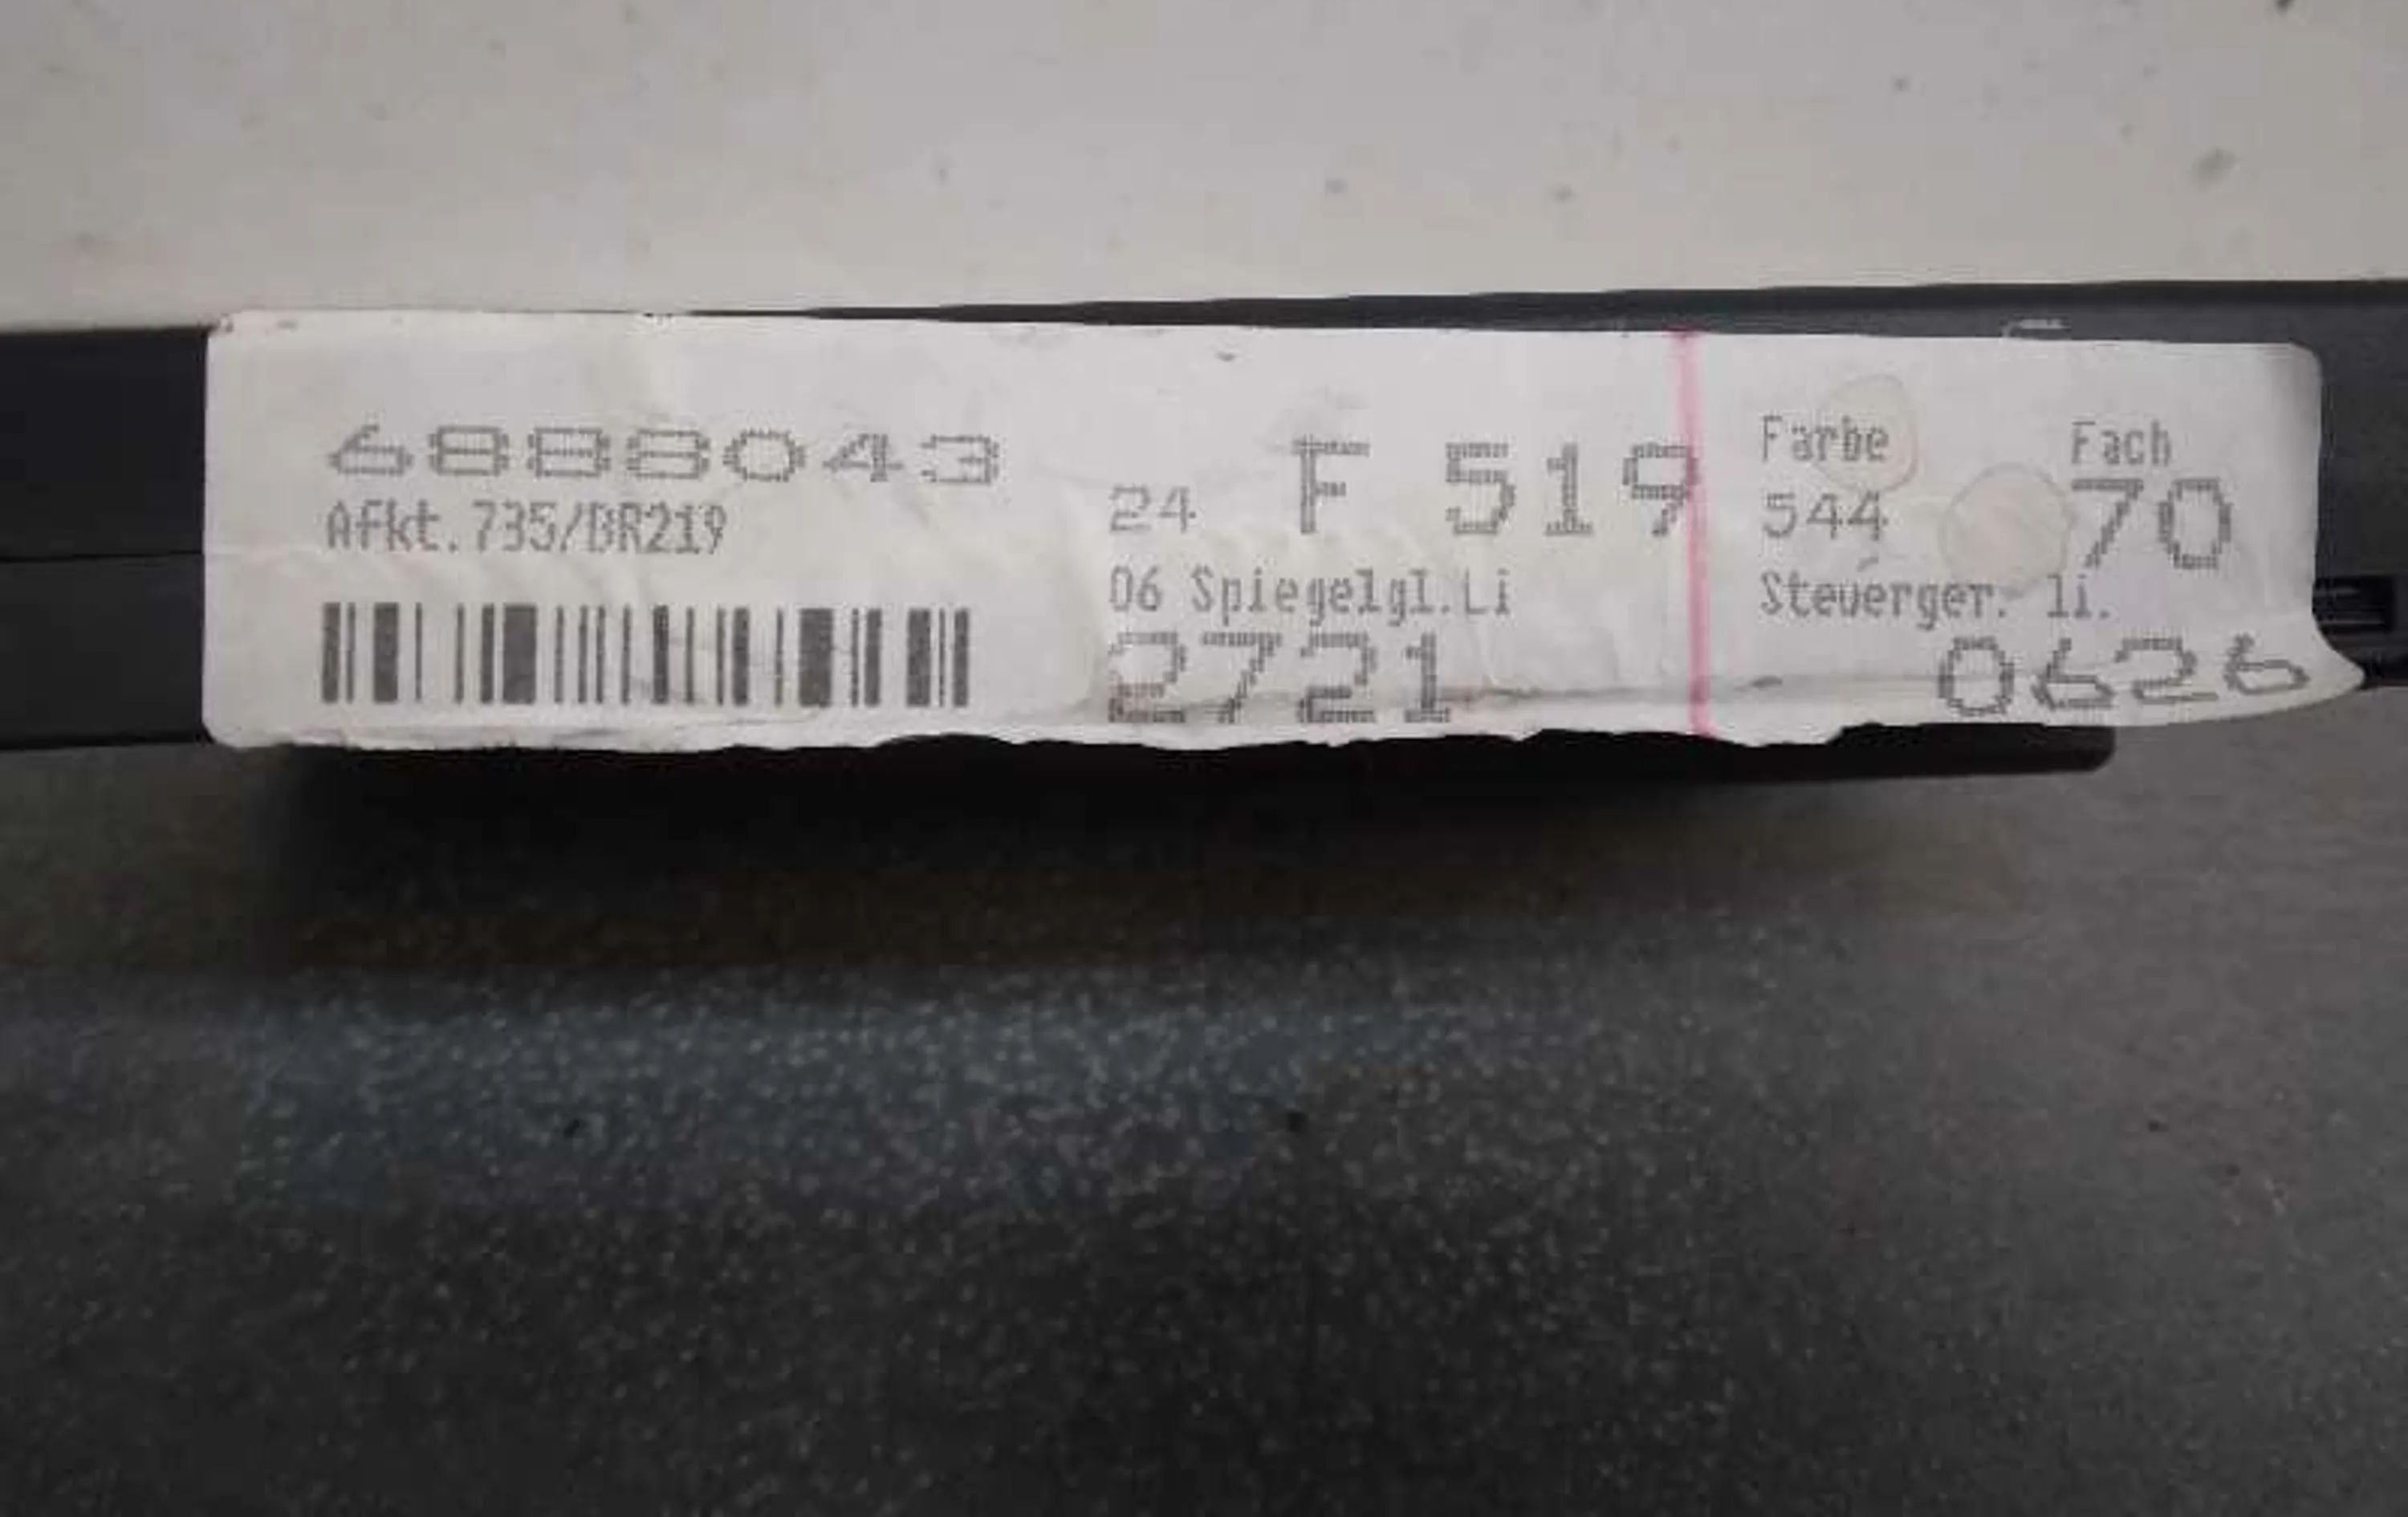 6888043
Afkt.735/BR219
24 F 519
06 Spiegelgl.Li
2721
Farbe
544
Fach
70
Steuerger. li.
0626